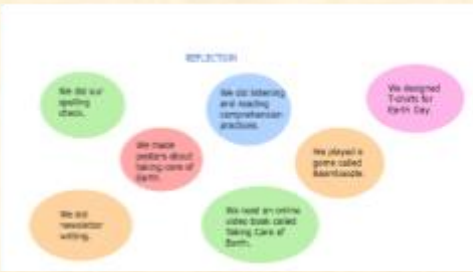 REFLECTION
We did our
spelling
check.
We did listening
and reading
comprehension
practices.
We designed
T-shirts for
Earth Day.
We made
posters about
taking care of
Earth.
We played a
game called
Baamboozle.
We did
newsletter
writing.
We read an online
video book called
Taking Care of
Earth.